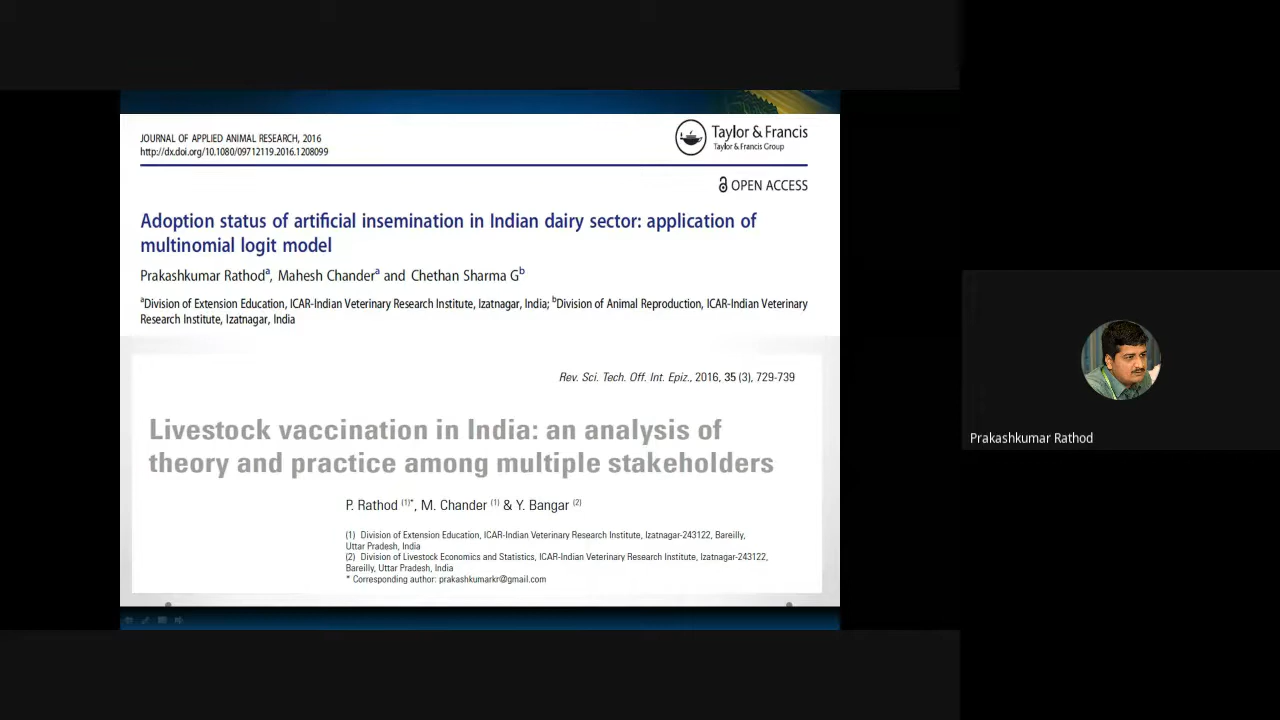 JOURNAL OF APPLIED ANIMAL RESEARCH, 2016
http://dx.doi.org/10.1080/09712119.2016.1208099
Taylor & Francis
Taylor & Francis Group
OPEN ACCESS
Adoption status of artificial insemination in Indian dairy sector: application of
multinomial logit model
Prakashkumar Rathodᵃ, Mahesh Chanderᵃ and Chethan Sharma Gᵇ
ᵃDivision of Extension Education, ICAR-Indian Veterinary Research Institute, Izatnagar, India; ᵇDivision of Animal Reproduction, ICAR-Indian Veterinary
Research Institute, Izatnagar, India
Rev. Sci. Tech. Off. Int. Epiz., 2016, 35 (3), 729-739
Livestock vaccination in India: an analysis of
theory and practice among multiple stakeholders
P. Rathod (1)*, M. Chander (1) & Y. Bangar (2)
(1) Division of Extension Education, ICAR-Indian Veterinary Research Institute, Izatnagar-243122, Bareilly,
Uttar Pradesh, India
(2) Division of Livestock Economics and Statistics, ICAR-Indian Veterinary Research Institute, Izatnagar-243122,
Bareilly, Uttar Pradesh, India
* Corresponding author: prakashkumarkr@gmail.com
Prakashkumar Rathod